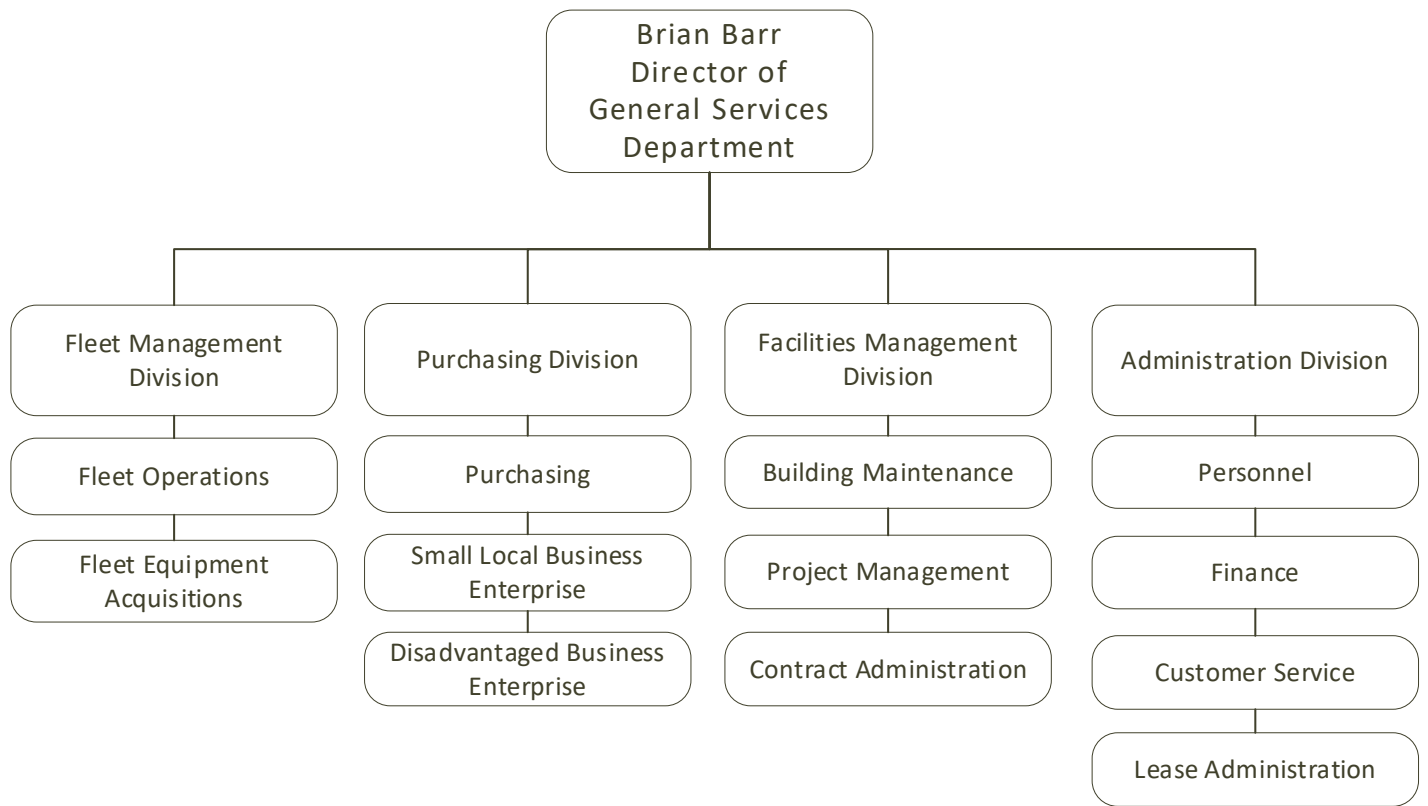 Brian Barr
Director of
General Services
Department
Fleet Management
Division
Purchasing Division
Facilities Management
Division
Administration Division
Fleet Operations
Purchasing
Building Maintenance
Personnel
Fleet Equipment
Acquisitions
Small Local Business
Enterprise
Project Management
Finance
Disadvantaged Business
Enterprise
Contract Administration
Customer Service
Lease Administration